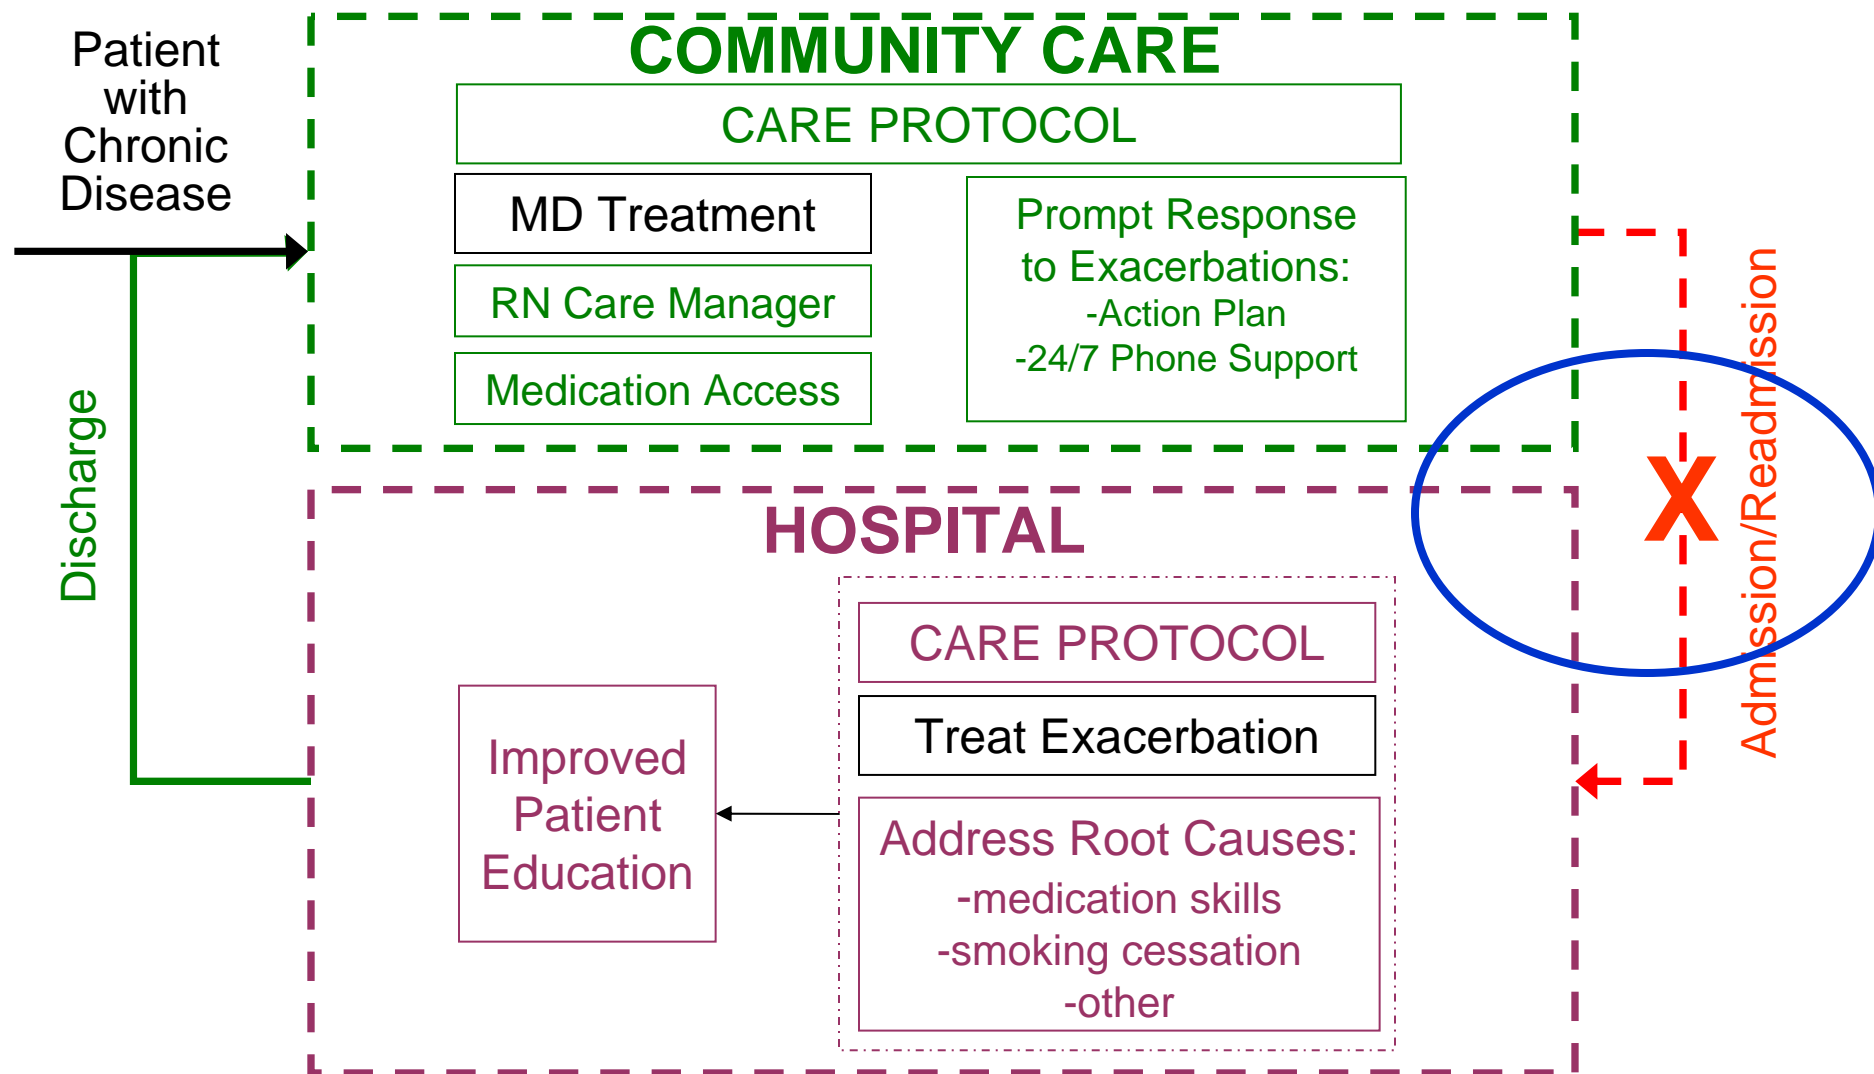 Patient
with
Chronic
Disease
COMMUNITY CARE
CARE PROTOCOL
MD Treatment
RN Care Manager
Medication Access
Prompt Response
to Exacerbations:
-Action Plan
-24/7 Phone Support
Discharge
Admission/Readmission
X
HOSPITAL
CARE PROTOCOL
Treat Exacerbation
Address Root Causes:
-medication skills
-smoking cessation
-other
Improved
Patient
Education